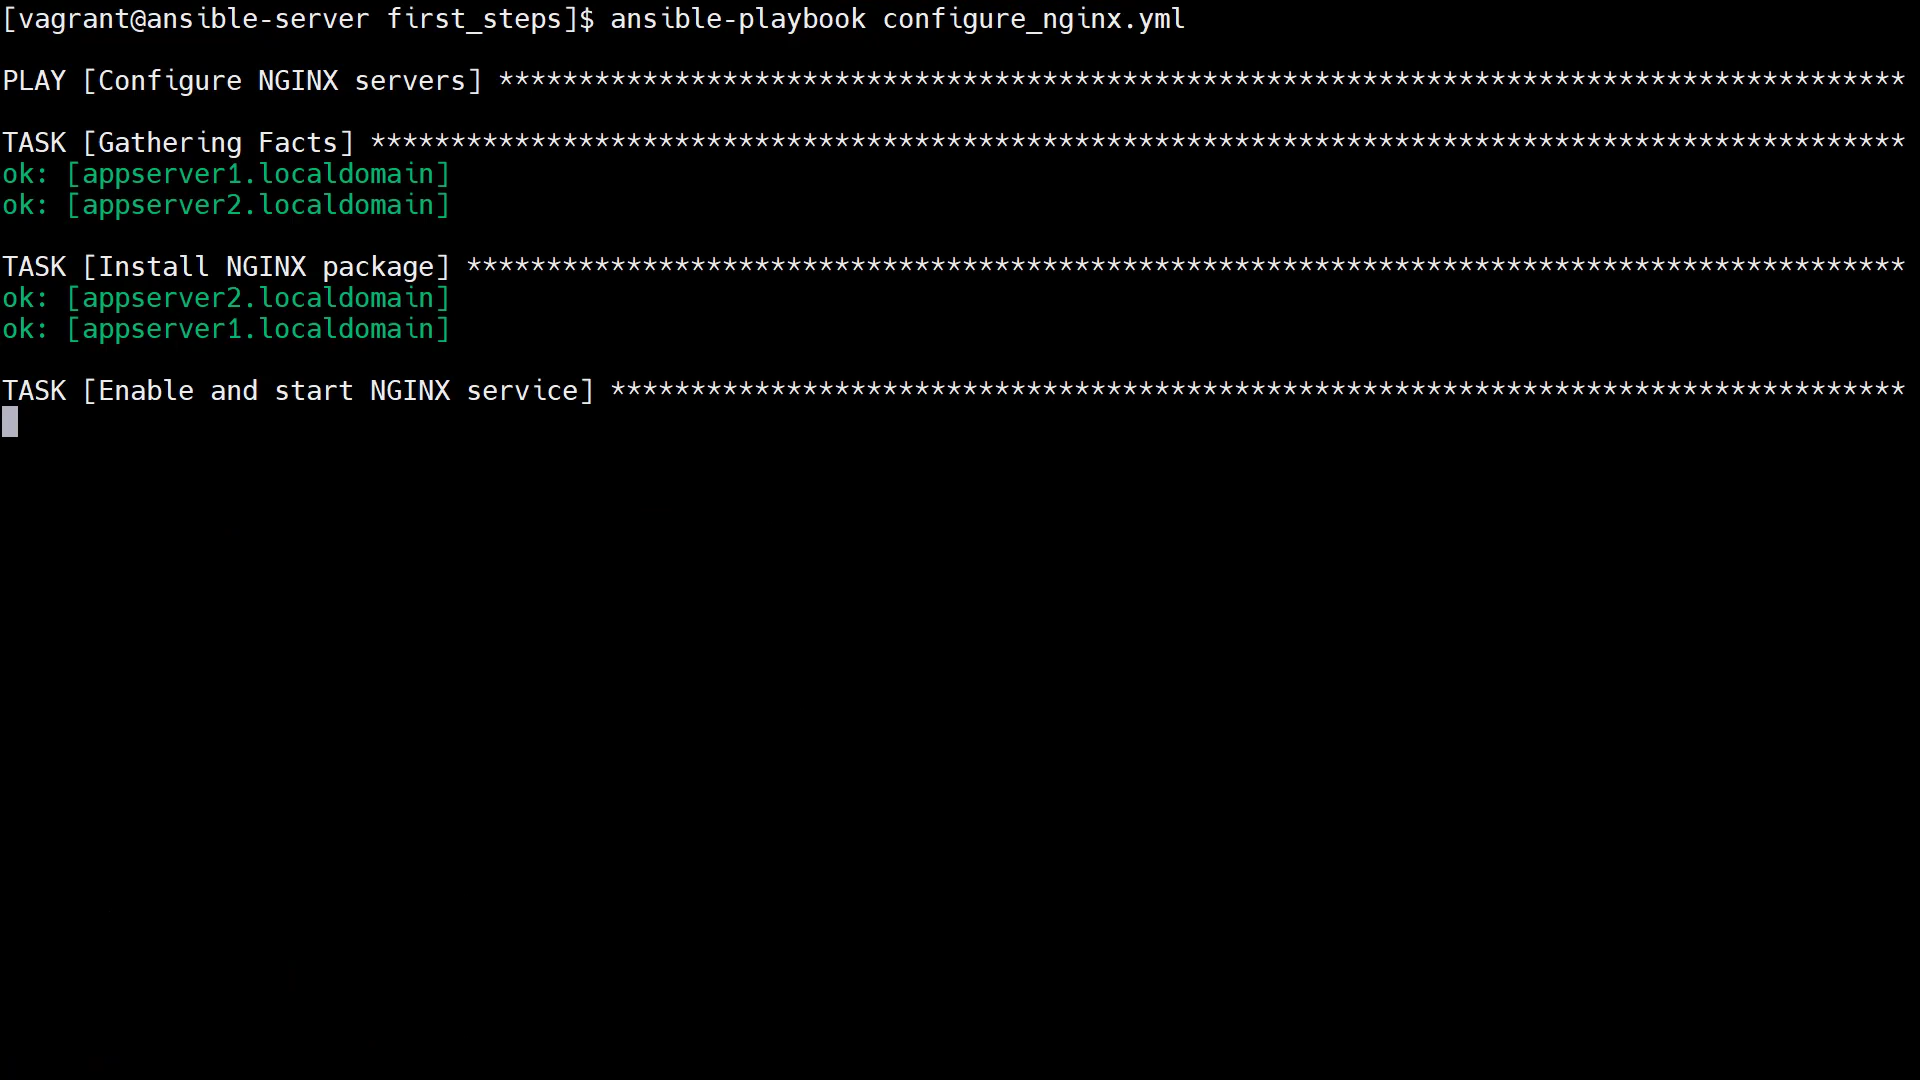 [vagrant@ansible-server first_steps]$ ansible-playbook configure_nginx.yml
PLAY [Configure NGINX servers] ****************************************************************************************
TASK [Gathering Facts] ************************************************************************************************
ok: [appserver1.localdomain]
ok: [appserver2.localdomain]
TASK [Install NGINX package] ******************************************************************************************
ok: [appserver2.localdomain]
ok: [appserver1.localdomain]
TASK [Enable and start NGINX service] *********************************************************************************